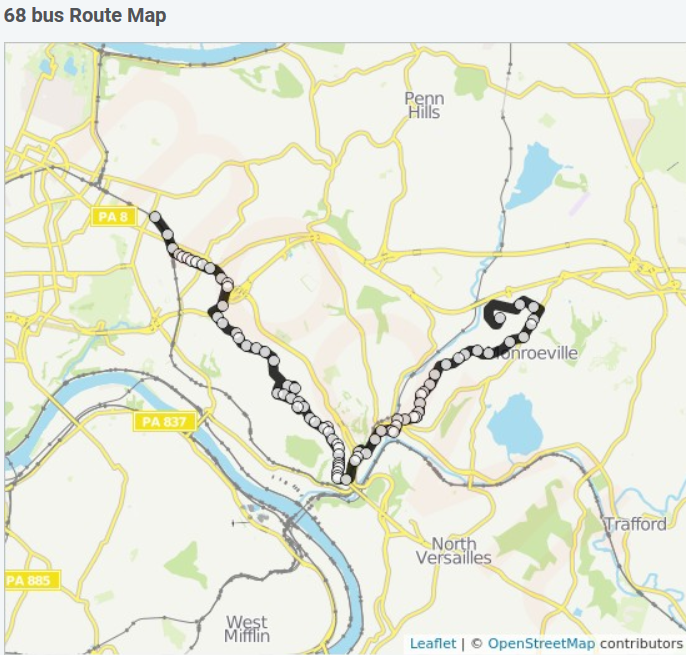 68 bus Route Map
Penn
Hills
PA 8
onroeville
PA 837
Trafford
North
Versailles
PA 885
West
Mifflin
Leaflet | © OpenStreetMap contributors